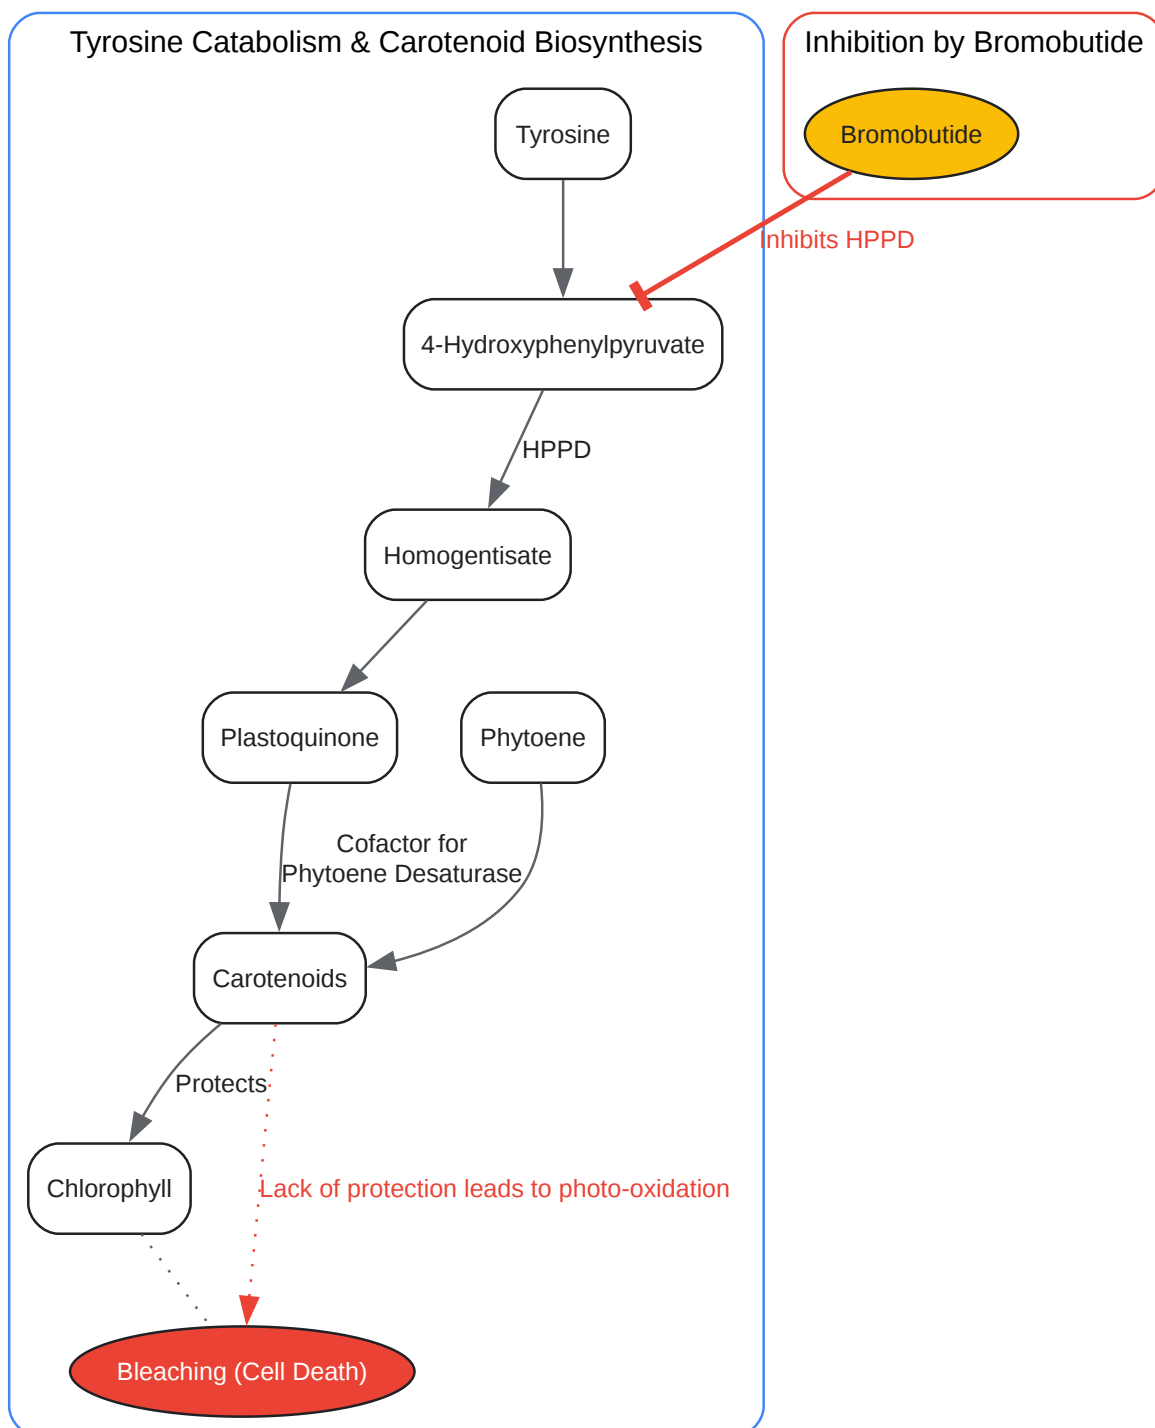 Tyrosine Catabolism & Carotenoid Biosynthesis
Inhibition by Bromobutide
Tyrosine
Bromobutide
Inhibits HPPD
4-Hydroxyphenylpyruvate
HPPD
Homogentisate
Plastoquinone
Phytoene
Cofactor for
Phytoene Desaturase
Carotenoids
Protects
Chlorophyll
Lack of protection leads to photo-oxidation
Bleaching (Cell Death)